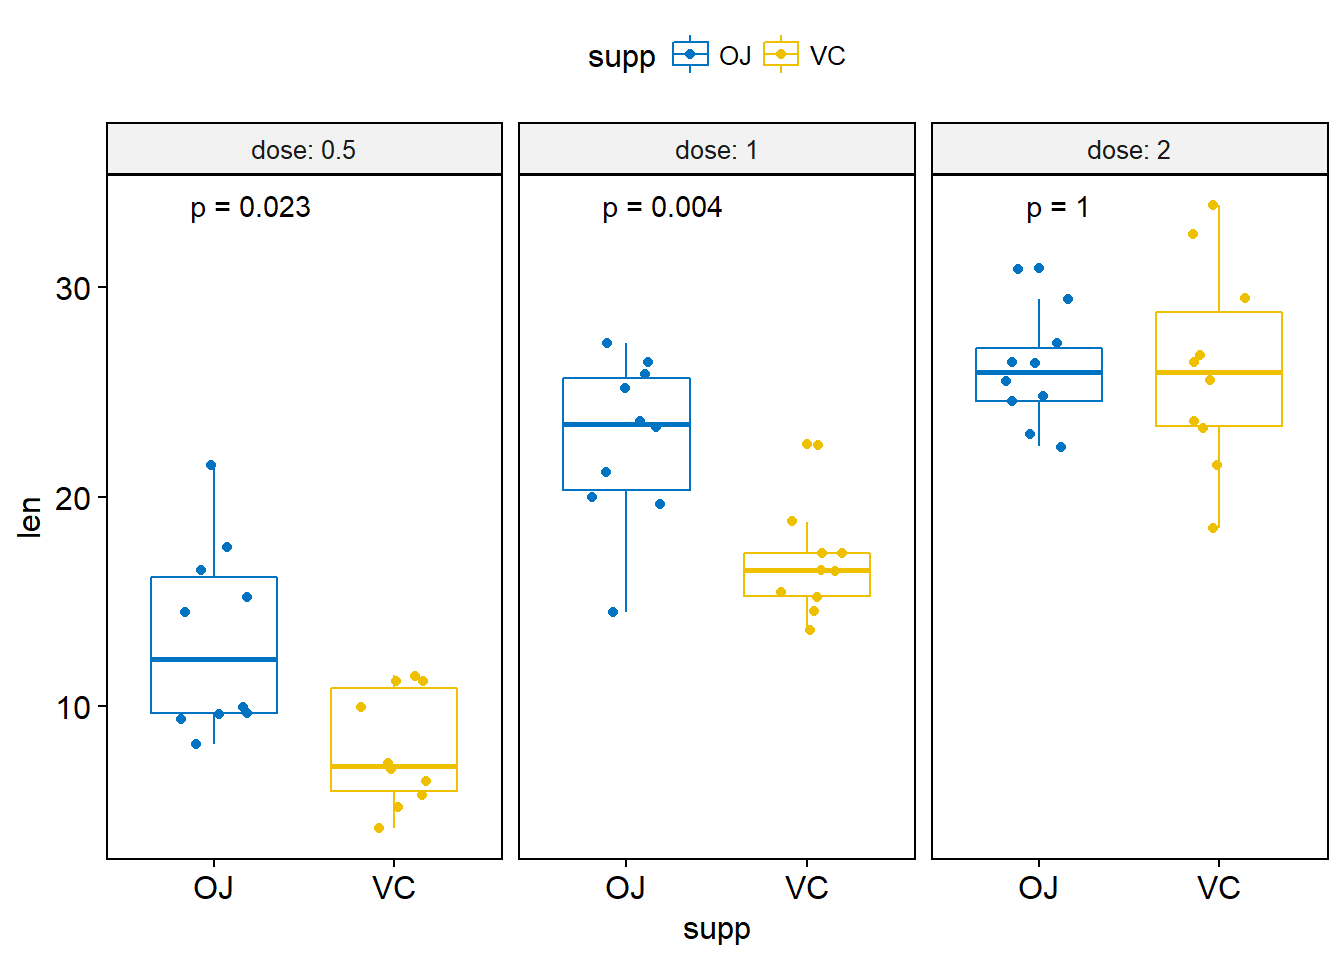 supp OJ VC
dose: 0.5 dose: 1 dose: 2
p = 0.023 p = 0.004 p = 1
30
20
10
len
OJ VC OJ VC OJ VC
supp